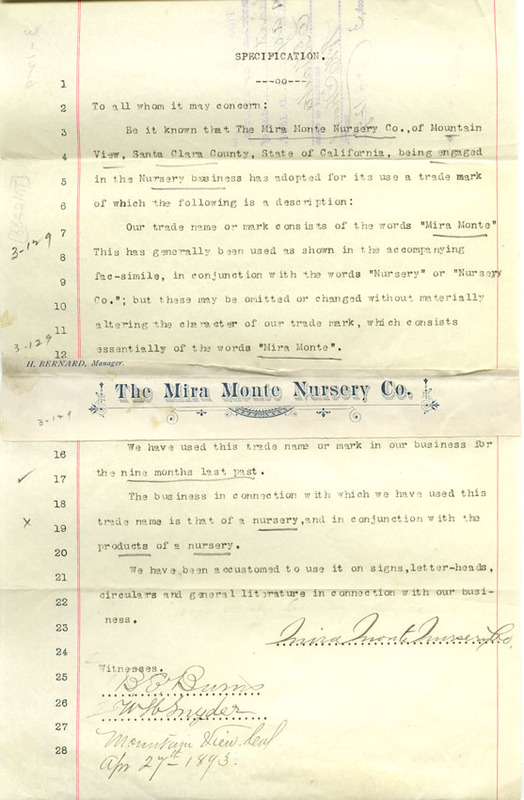 SPECIFICATION.
---oo---
1
2 To all whom it may concern:
3 Be it known that The Mira Monte Nursery Co.,of Mountain
4 View, Santa Clara County, State of California, being engaged
5 in the Nursery business has adopted for its use a trade mark
6 of which the following is a description:
7 Our trade name or mark consists of the words "Mira Monte"
8 This has generally been used as shown in the accompanying
3-129
9 fac-simile, in conjunction with the words "Nursery" or "Nursery
10 Co."; but these may be omitted or changed without materially
11 altering the character of our trade mark, which consists
3-129
12 essentially of the words "Mira Monte".
H. BERNARD, Manager.
The Mira Monte Nursery Co.
3-129
16 We have used this trade name or mark in our business for
17 the nine months last past.
18 The business in connection with which we have used this
x 19 trade name is that of a nursery,and in conjunction with the
20 products of a nursery.
21 We have been accustomed to use it on signs,letter-heads,
22 circulars and general literature in connection with our busi-
23 ness.
Mira Monte Nursery Co.
24
Witnesses.
25 B E Burns
26 W H Snyder
27 Mountain View Cal
28 Apr 27th 1893.